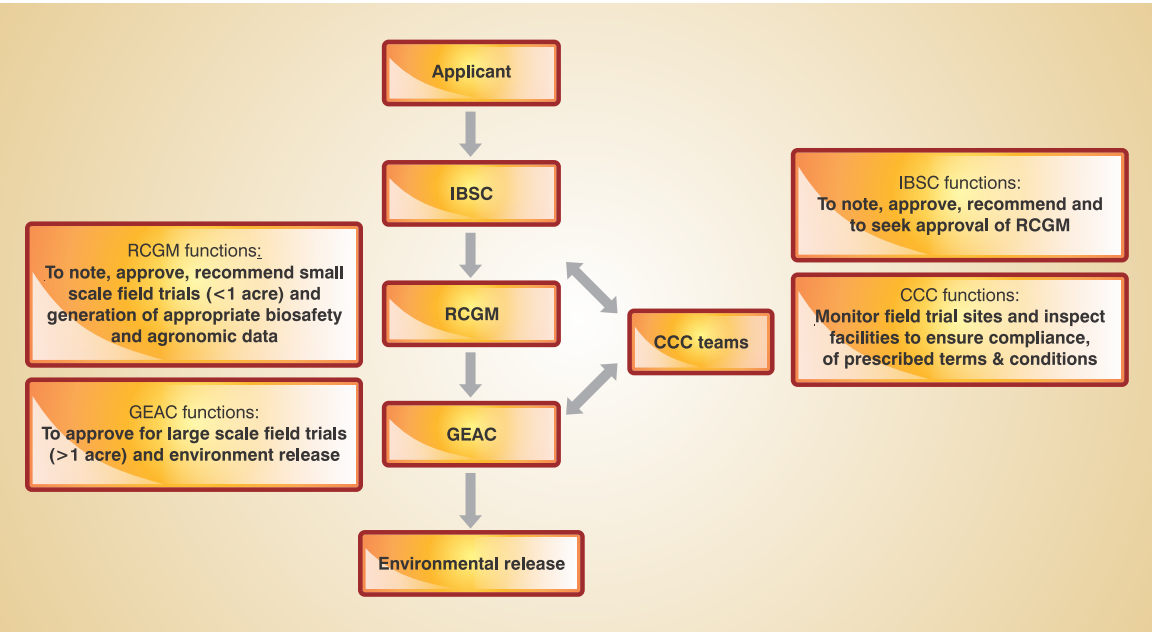 Applicant
IBSC
IBSC functions:
To note, approve, recommend and
to seek approval of RCGM
RCGM functions:
To note, approve, recommend small
scale field trials (<1 acre) and
generation of appropriate biosafety
and agronomic data
RCGM
CCC teams
CCC functions:
Monitor field trial sites and inspect
facilities to ensure compliance,
of prescribed terms & conditions
GEAC functions:
To approve for large scale field trials
(>1 acre) and environment release
GEAC
Environmental release